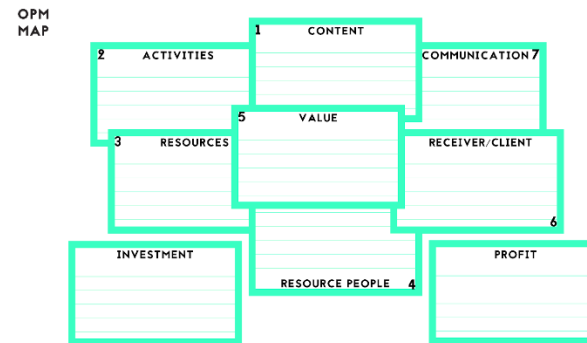 OPM
MAP
1 CONTENT
2 ACTIVITIES
COMMUNICATION 7
5 VALUE
3 RESOURCES
RECEIVER/CLIENT
6
INVESTMENT
PROFIT
RESOURCE PEOPLE 4